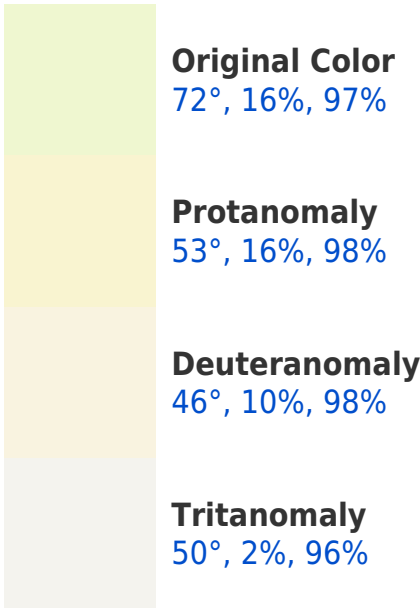 Original Color
72°, 16%, 97%
Protanomaly
53°, 16%, 98%
Deuteranomaly
46°, 10%, 98%
Tritanomaly
50°, 2%, 96%